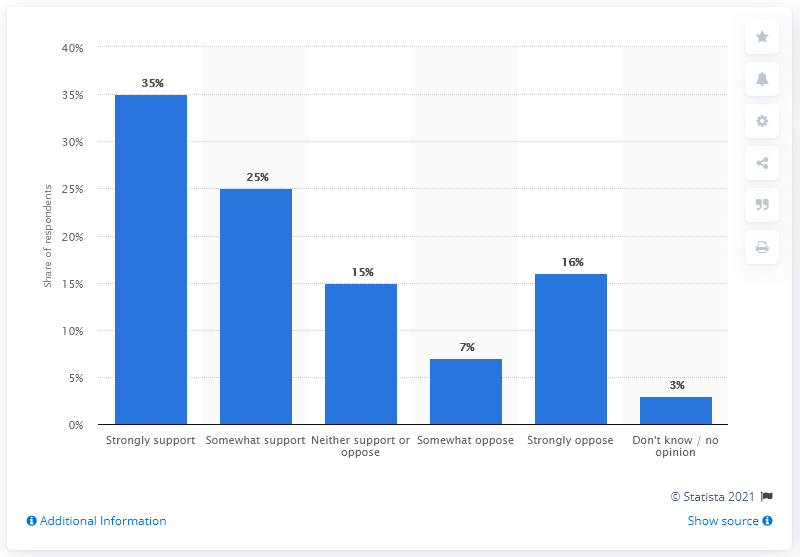 40%
35%
30%
25%
20%
15%
10%
5%
0%
Share of respondents
35%
25%
15%
7%
16%
3%
Strongly support
Somewhat support
Neither support or
oppose
Somewhat oppose
Strongly oppose
Don't know / no
opinion
© Statista 2021
Additional Information
Show source